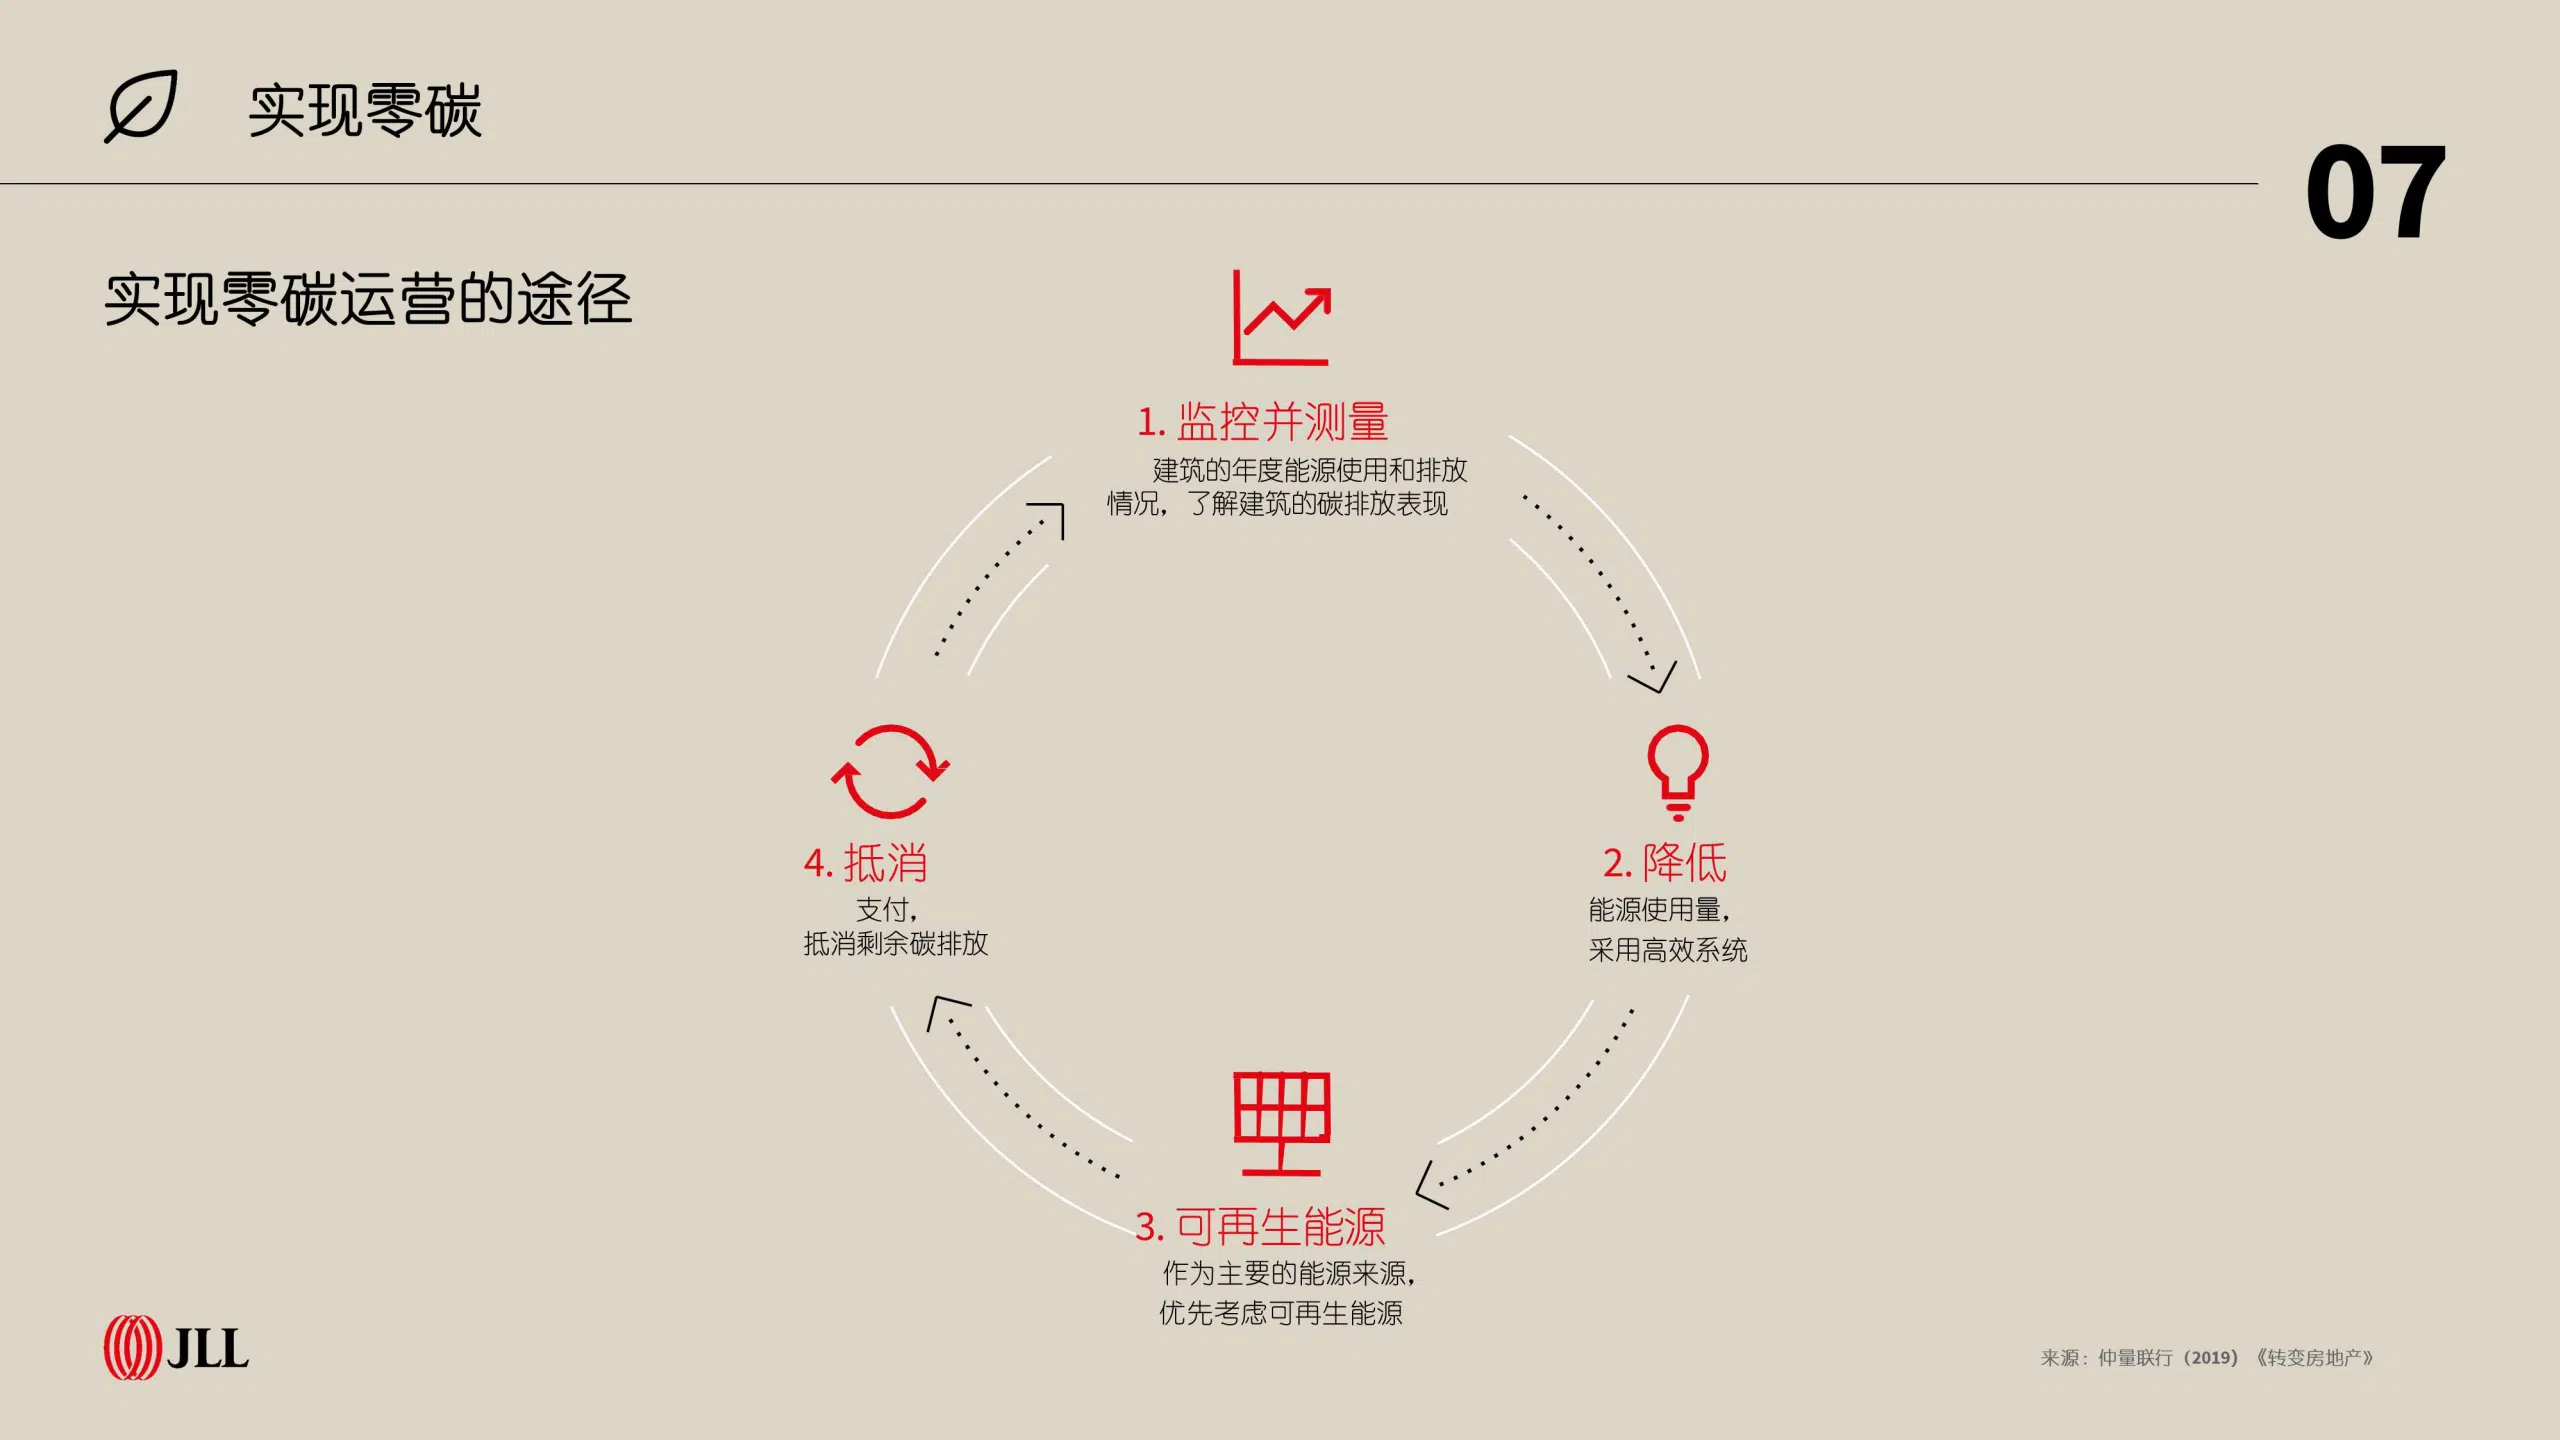 实现零碳
07
实现零碳运营的途径
1. 监控并测量
建筑的年度能源使用和排放
情况，了解建筑的碳排放表现
2. 降低
能源使用量，
采用高效系统
3. 可再生能源
作为主要的能源来源，
优先考虑可再生能源
4. 抵消
支付，
抵消剩余碳排放
JLL
来源：仲量联行（2019）《转变房地产》